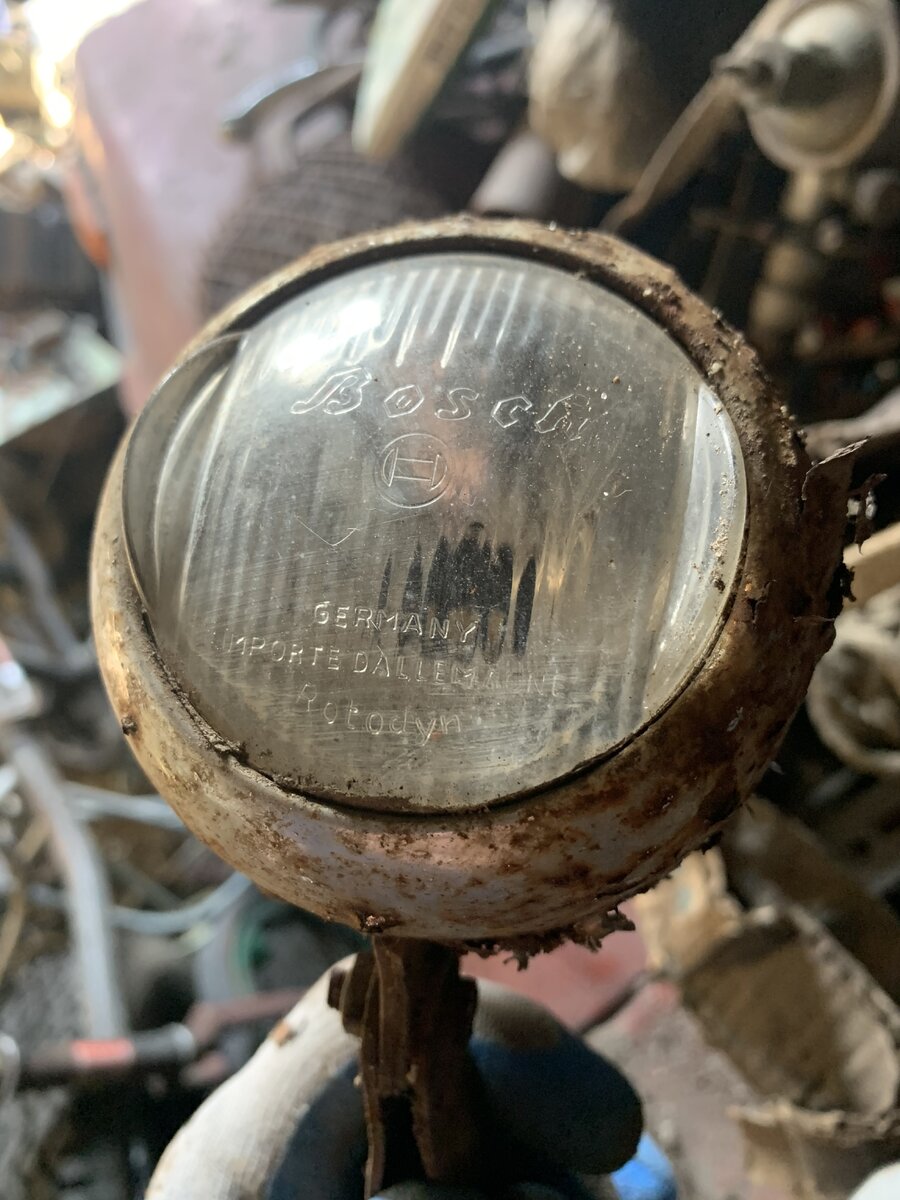 Bosch
GERMANY
IMPORTE D'ALLEMAGNE
Rotodyn